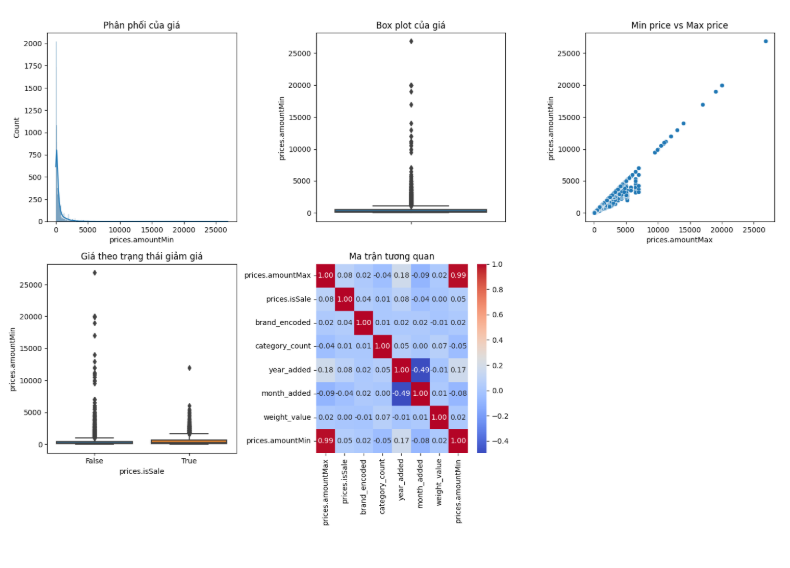 Phân phối của giá
2000
1750
1500
1250
1000
750
500
250
0
Count
0 5000 10000 15000 20000 25000
prices.amountMin
Box plot của giá
25000
20000
15000
10000
5000
0
prices.amountMin
Min price vs Max price
25000
20000
15000
10000
5000
0
prices.amountMin
0 5000 10000 15000 20000 25000
prices.amountMax
Giá theo trạng thái giảm giá
25000
20000
15000
10000
5000
0
prices.amountMin
False True
prices.isSale
Ma trận tương quan
prices.amountMax 1.00 0.08 0.02 -0.04 0.18 -0.09 0.02 0.99
prices.isSale 0.08 1.00 0.04 0.01 0.08 -0.04 0.00 0.05
brand_encoded 0.02 0.04 1.00 0.01 0.02 0.02 -0.01 0.02
category_count -0.04 0.01 0.01 1.00 0.05 0.00 0.07 -0.05
year_added 0.18 0.08 0.02 0.05 1.00 -0.49 -0.01 0.17
month_added -0.09 -0.04 0.02 0.00 -0.49 1.00 0.01 -0.08
weight_value 0.02 0.00 -0.01 0.07 -0.01 0.01 1.00 0.02
prices.amountMin 0.99 0.05 0.02 -0.05 0.17 -0.08 0.02 1.00
prices.amountMax
prices.isSale
brand_encoded
category_count
year_added
month_added
weight_value
prices.amountMin
1.0
0.8
0.6
0.4
0.2
0.0
−0.2
−0.4